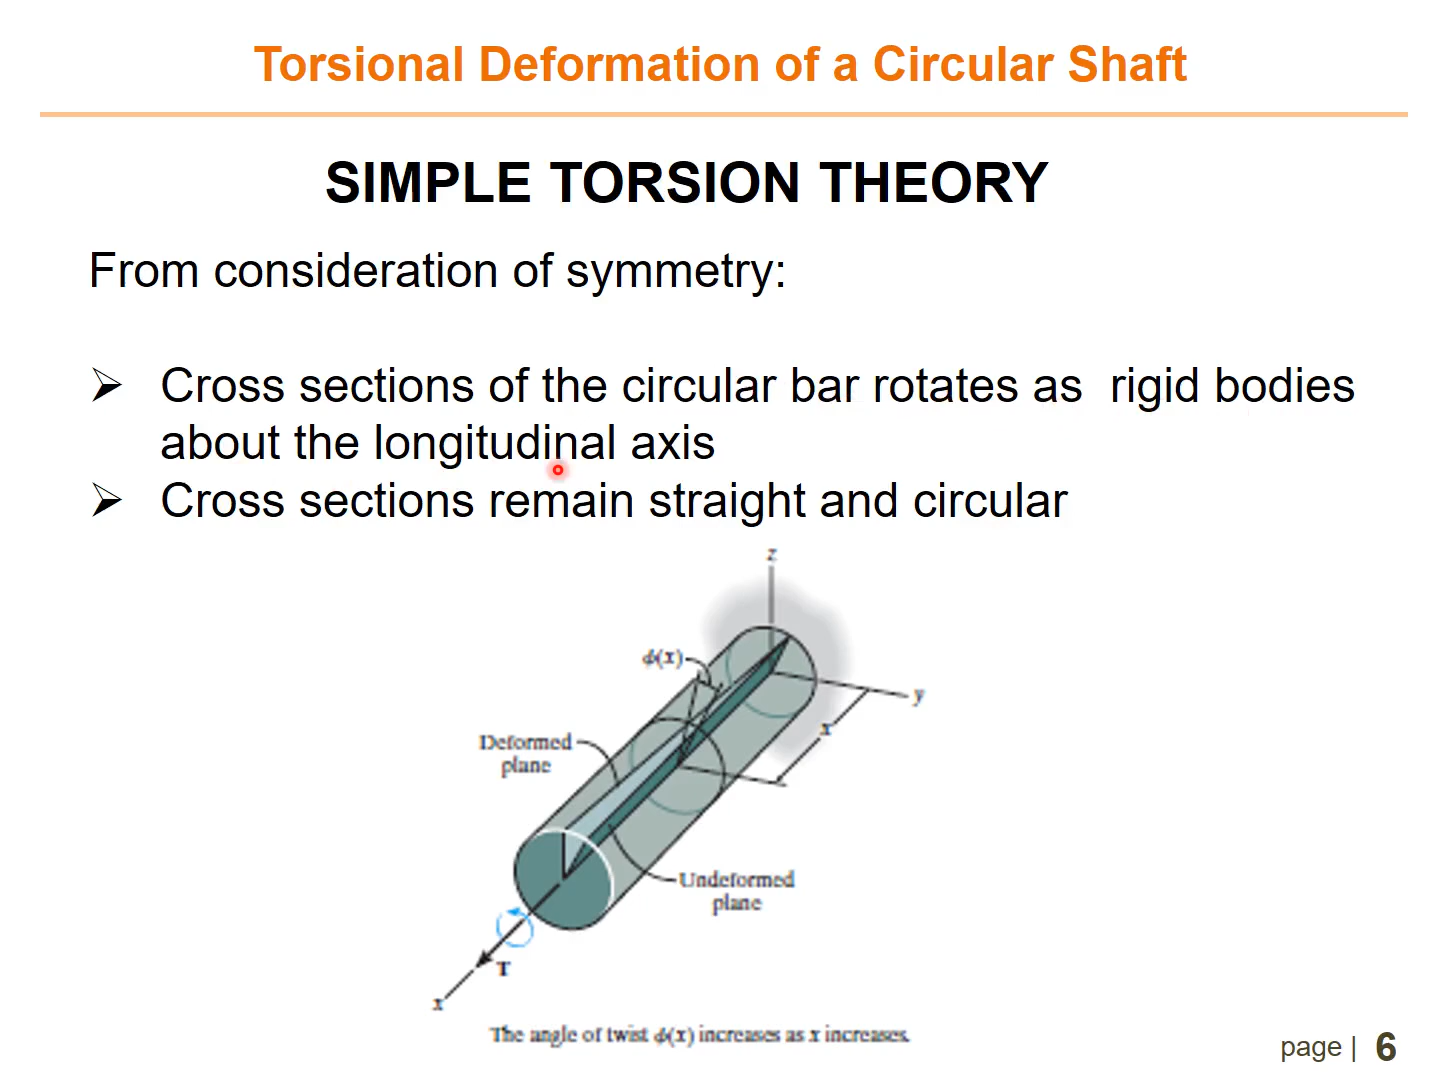 Torsional Deformation of a Circular Shaft
SIMPLE TORSION THEORY
From consideration of symmetry:
➢ Cross sections of the circular bar rotates as rigid bodies
about the longitudinal axis
➢ Cross sections remain straight and circular
z
ϕ(x)
y
x
Deformed
plane
Undeformed
plane
T
x
The angle of twist ϕ(x) increases as x increases.
page | 6